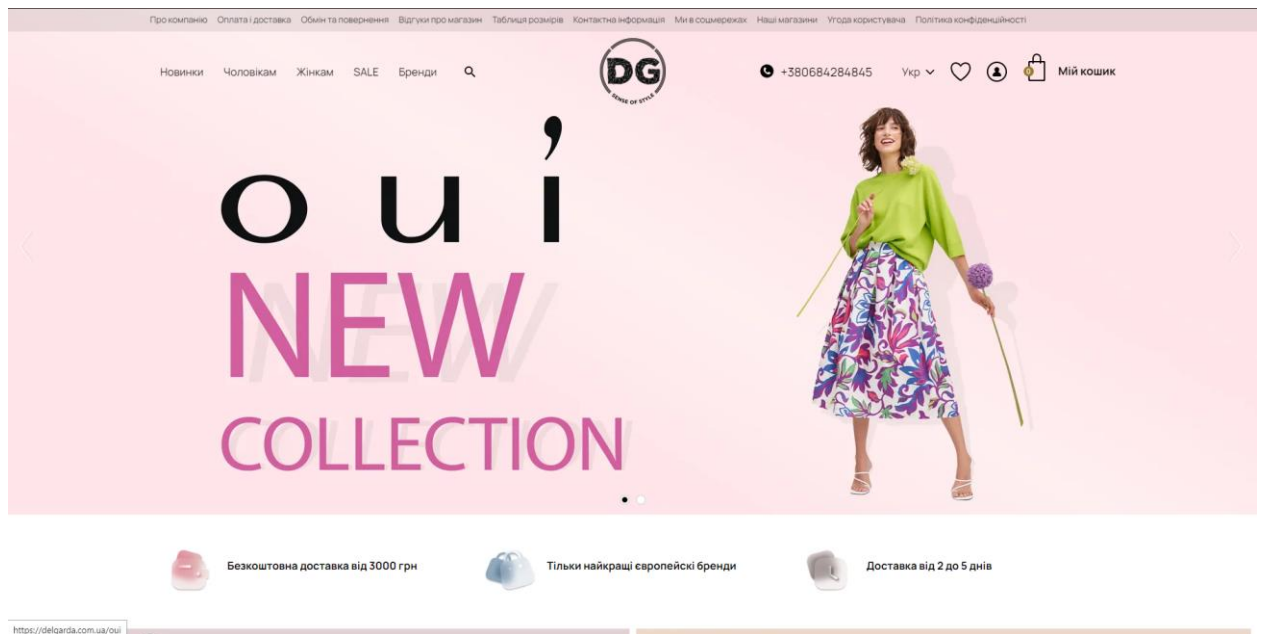 Про компанію Оплата і доставка Обмін та повернення Відгуки про магазин Таблиця розмірів Контактна інформація Ми в соцмережах Наші магазини Угода користувача Політика конфіденційності
Новинки Чоловікам Жінкам SALE Бренди DG +380684284845 Укр 0 Мій кошик
SENSE OF STYLE
oui
NEW
COLLECTION
Безкоштовна доставка від 3000 грн Тільки найкращі європейскі бренди Доставка від 2 до 5 днів
https://delgarda.com.ua/oui